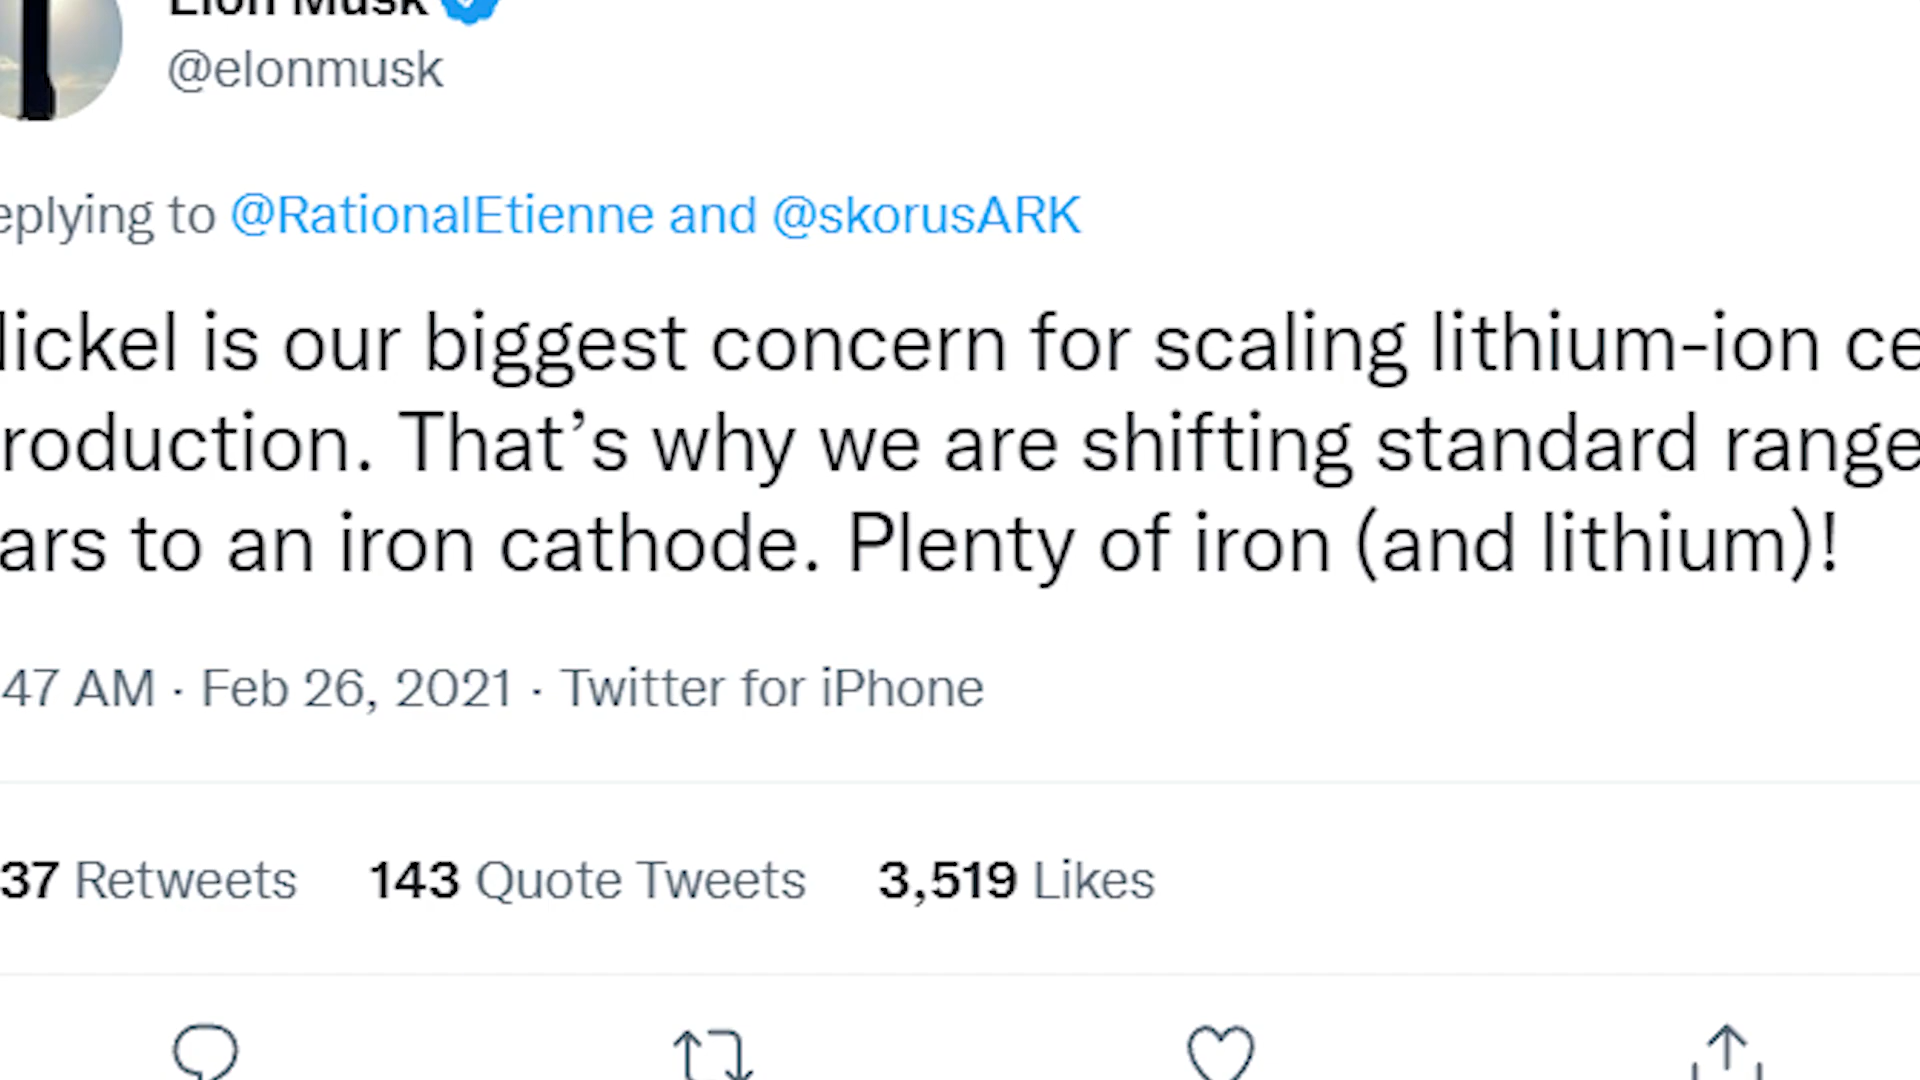 Elon Musk
@elonmusk
eplying to @RationalEtienne and @skorusARK
lickel is our biggest concern for scaling lithium-ion ce
roduction. That’s why we are shifting standard range
ars to an iron cathode. Plenty of iron (and lithium)!
47 AM · Feb 26, 2021 · Twitter for iPhone
37 Retweets 143 Quote Tweets 3,519 Likes